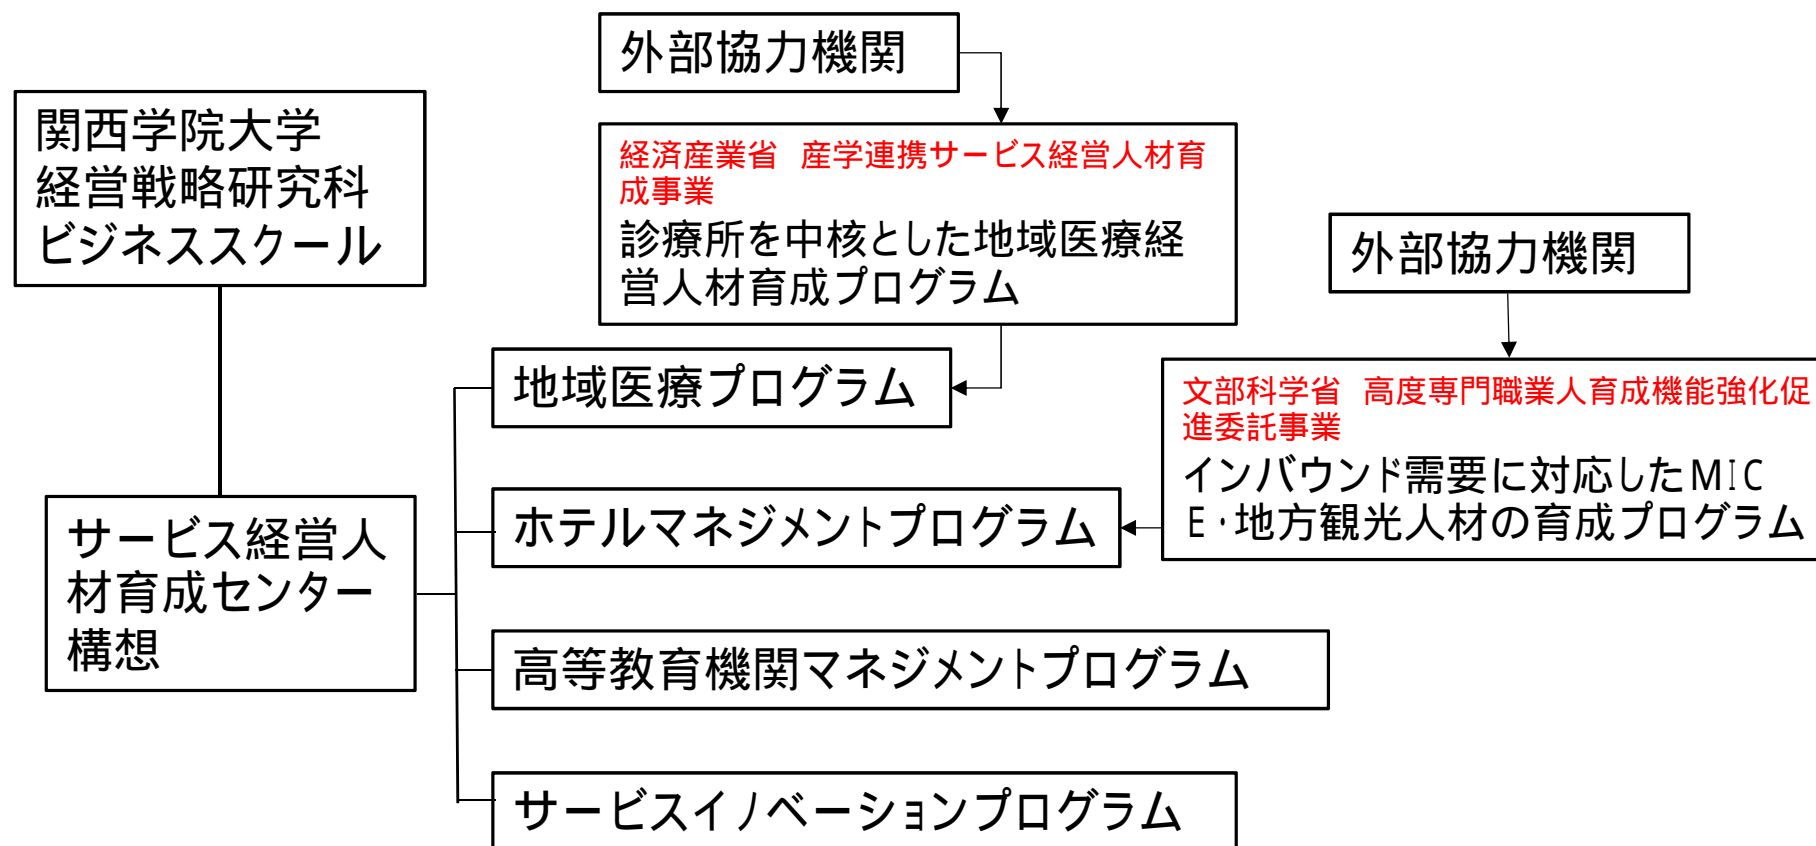 外部協力機関
関西学院大学
経営戦略研究科
ビジネススクール
経済産業省　産学連携サービス経営人材育
成事業
診療所を中核とした地域医療経
営人材育成プログラム
外部協力機関
地域医療プログラム
文部科学省　高度専門職業人育成機能強化促
進委託事業
インバウンド需要に対応したMIC
E・地方観光人材の育成プログラム
ホテルマネジメントプログラム
サービス経営人
材育成センター
構想
高等教育機関マネジメントプログラム
サービスイノベーションプログラム